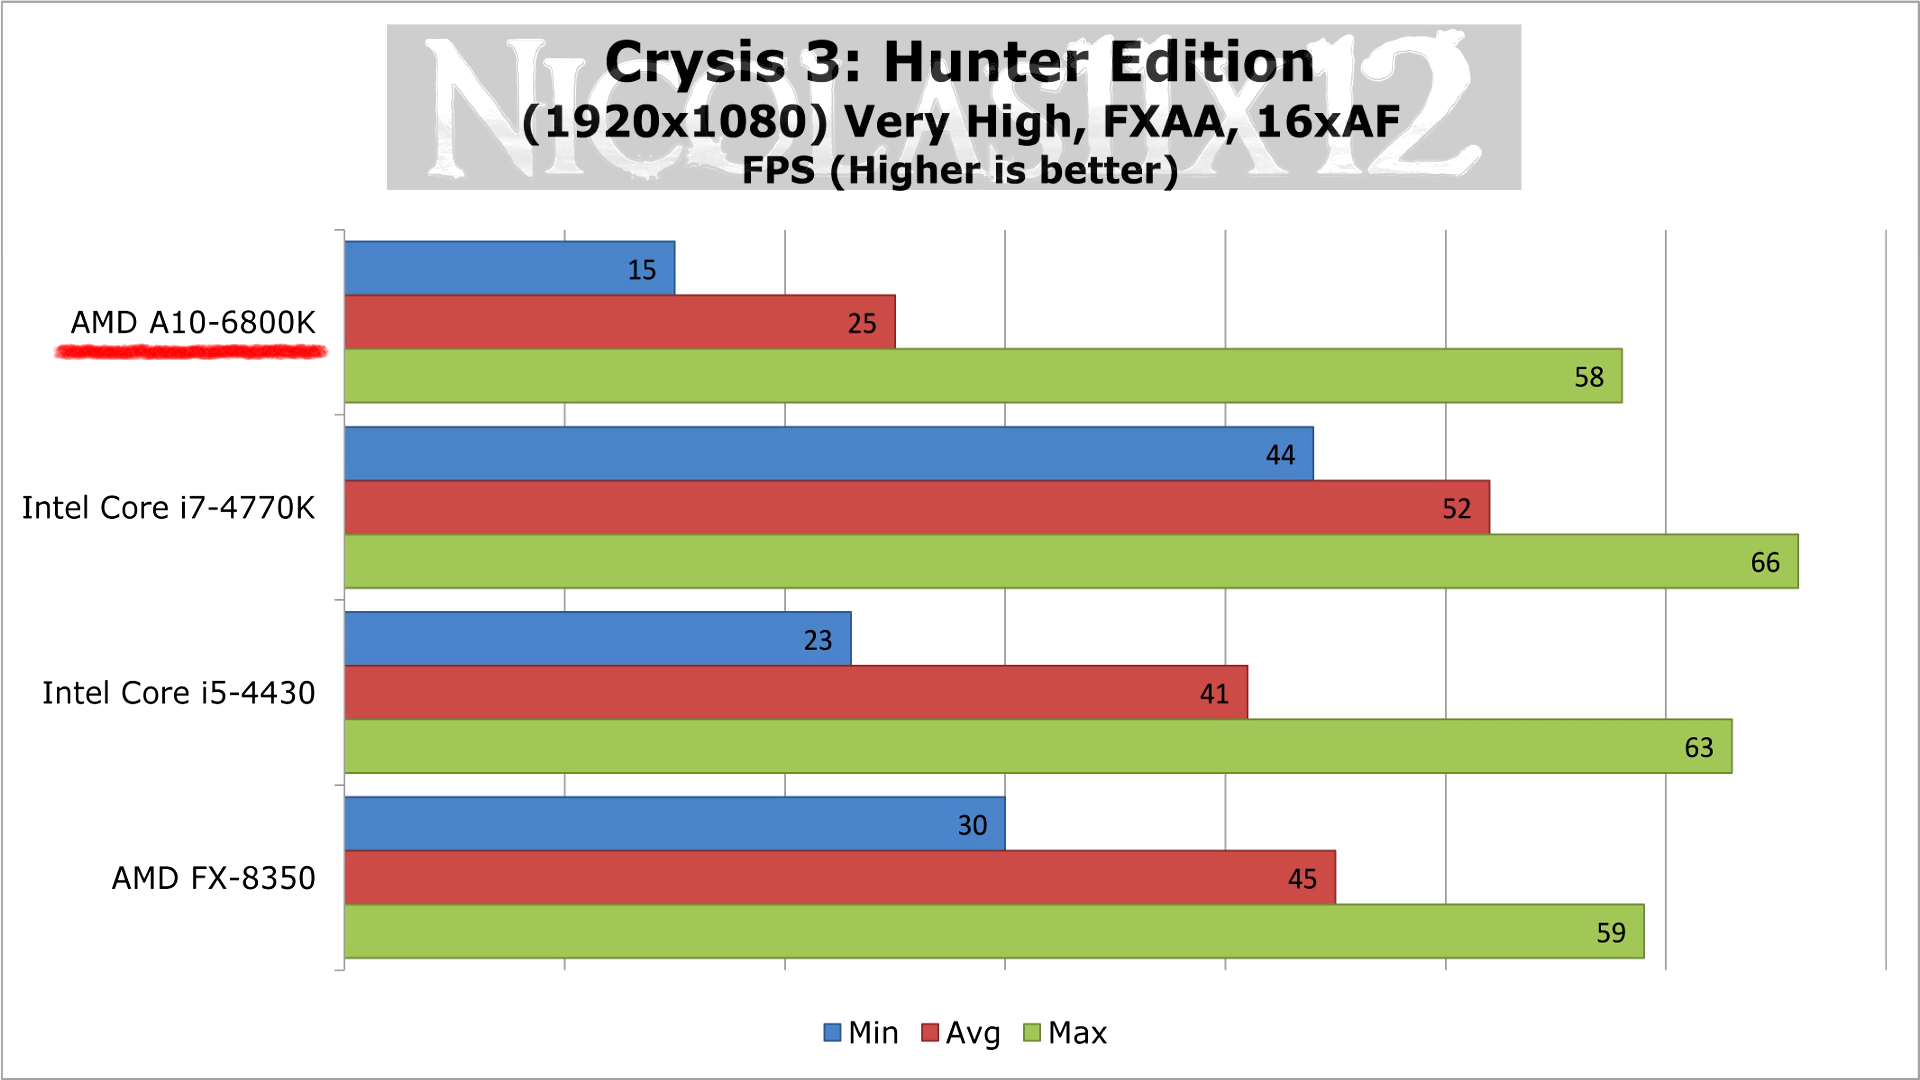 Nicolas11x12
Crysis 3: Hunter Edition
(1920x1080) Very High, FXAA, 16xAF
FPS (Higher is better)
AMD A10-6800K
15
25
58
Intel Core i7-4770K
44
52
66
Intel Core i5-4430
23
41
63
AMD FX-8350
30
45
59
Min Avg Max